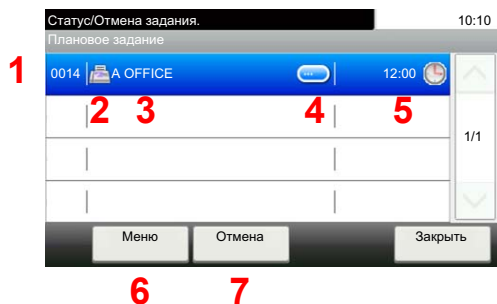 Статус/Отмена задания. 10:10
Плановое задание
1 0014 A OFFICE 12:00
2 3 4 5
1/1
Меню Отмена Закрыть
6 7